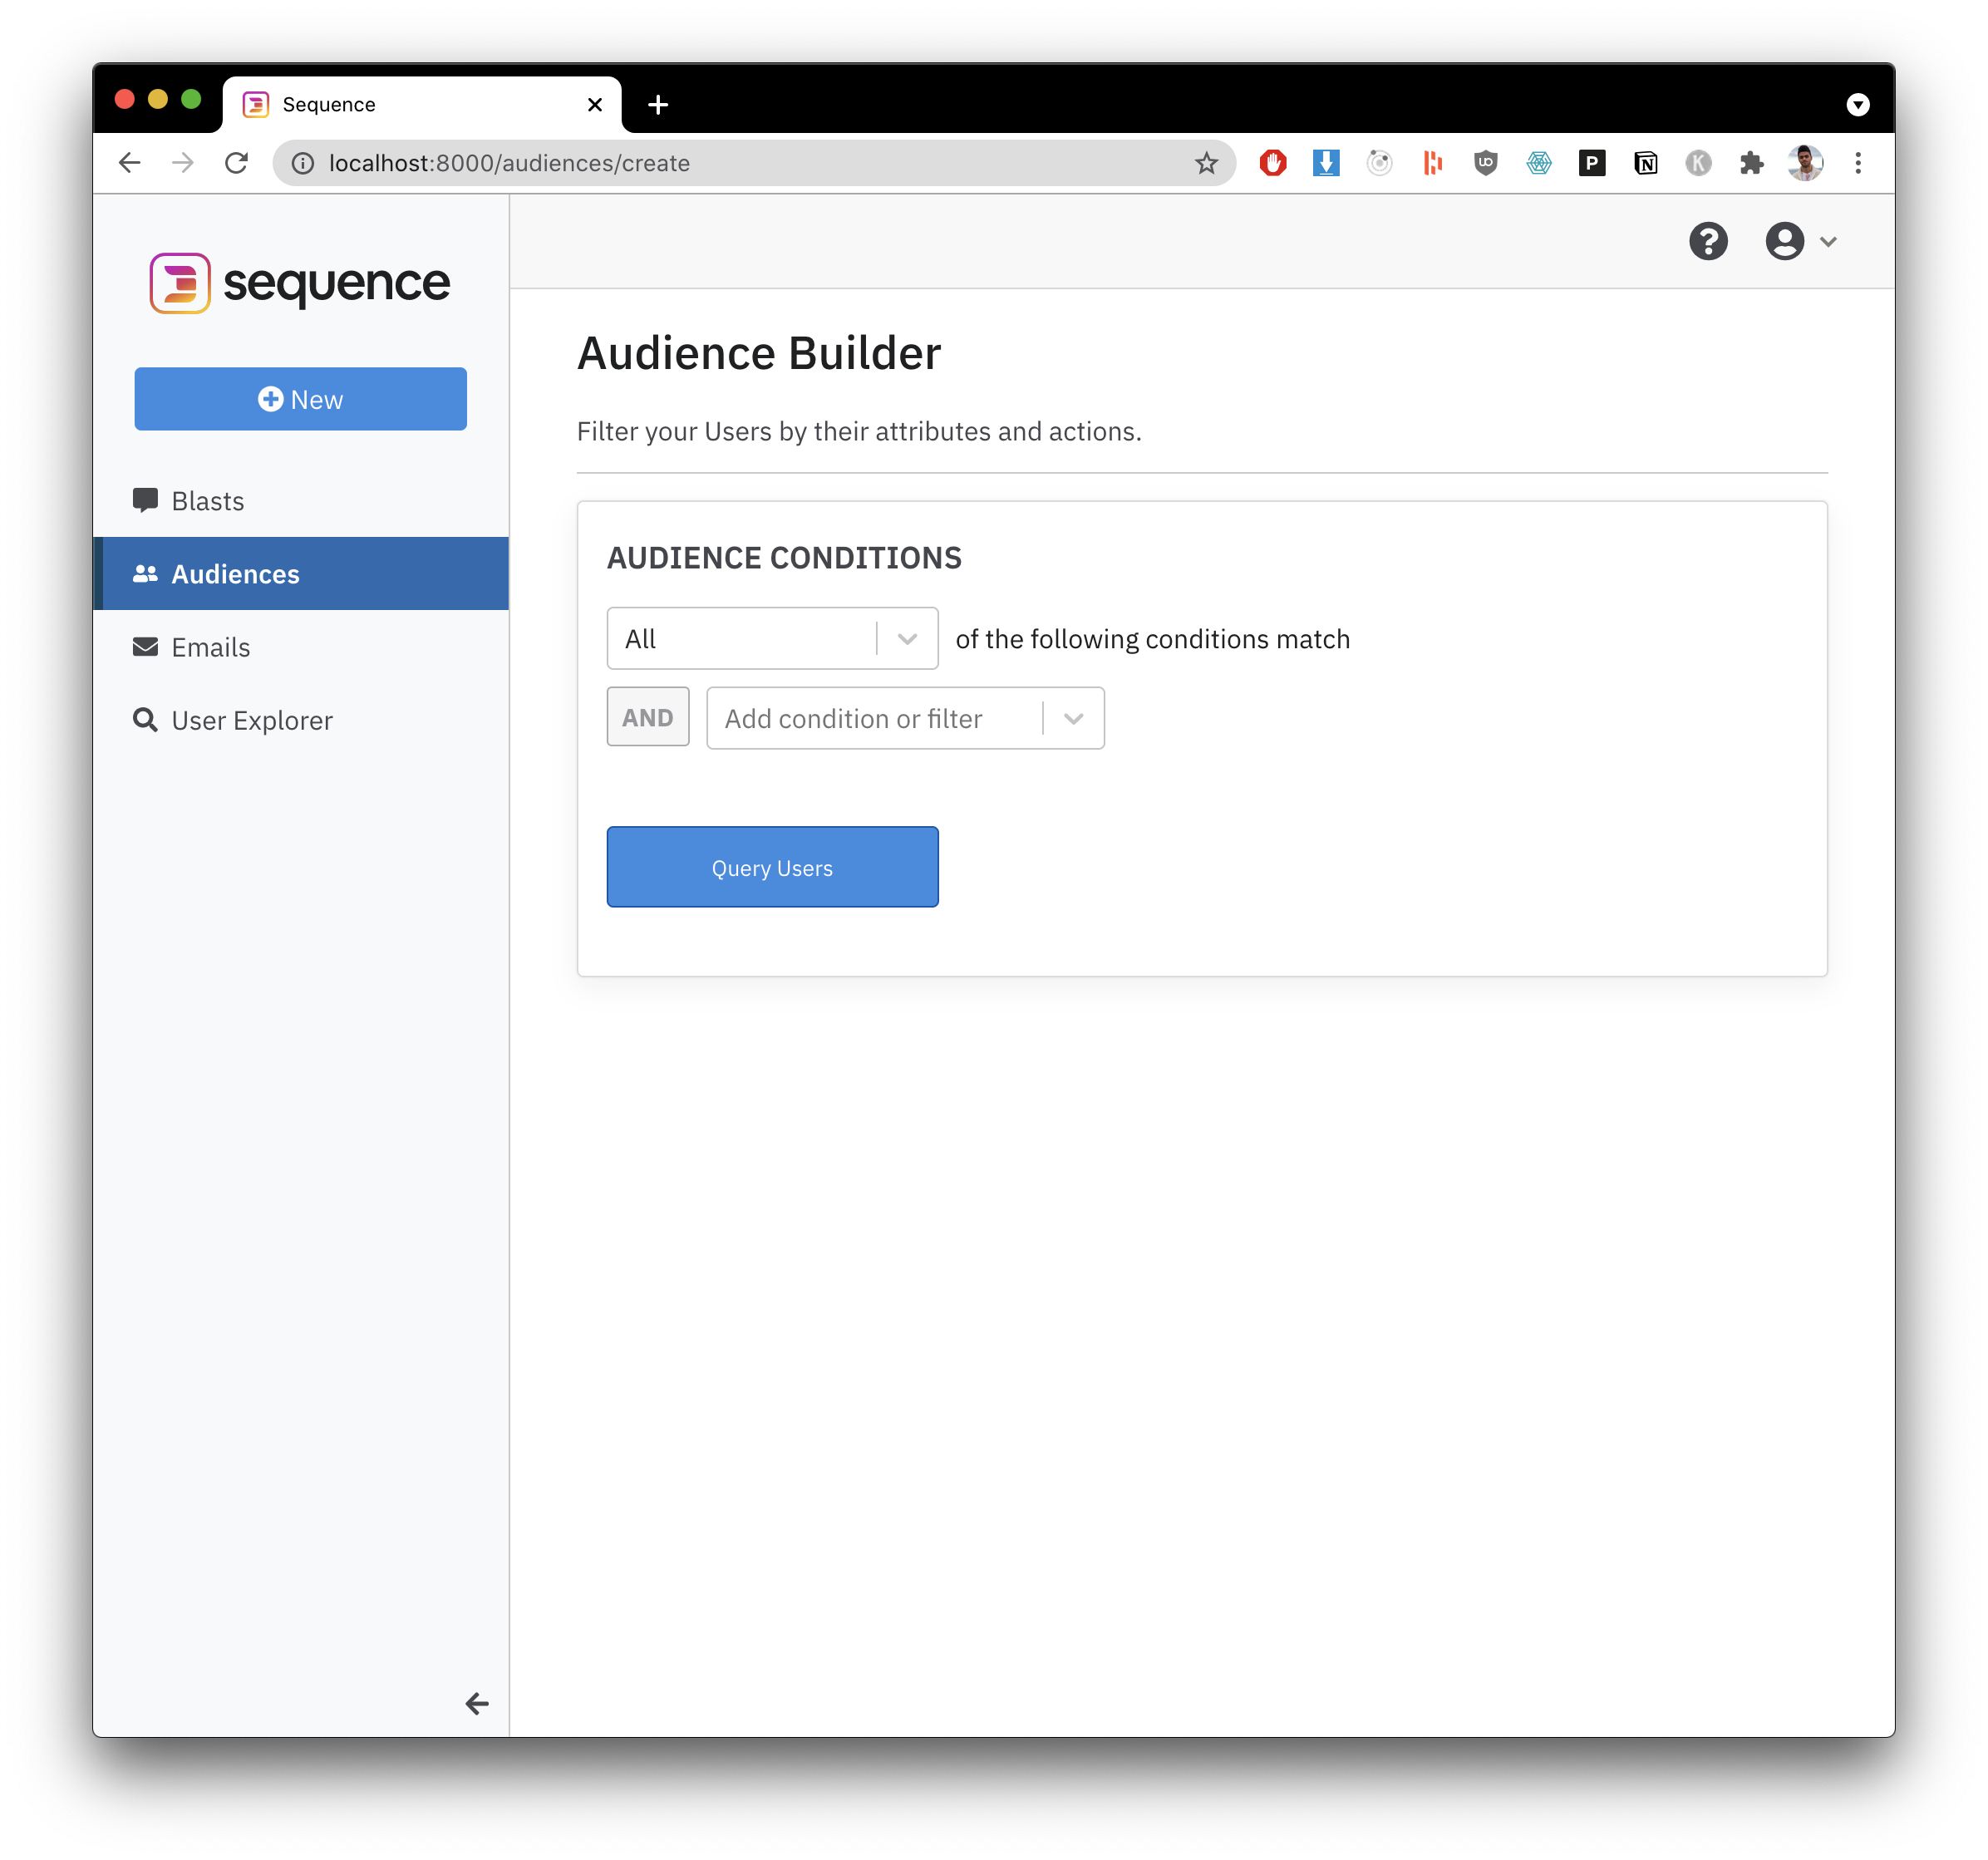 Sequence
localhost:8000/audiences/create
sequence
New
Blasts
Audiences
Emails
User Explorer
Audience Builder
Filter your Users by their attributes and actions.
AUDIENCE CONDITIONS
All of the following conditions match
AND Add condition or filter
Query Users